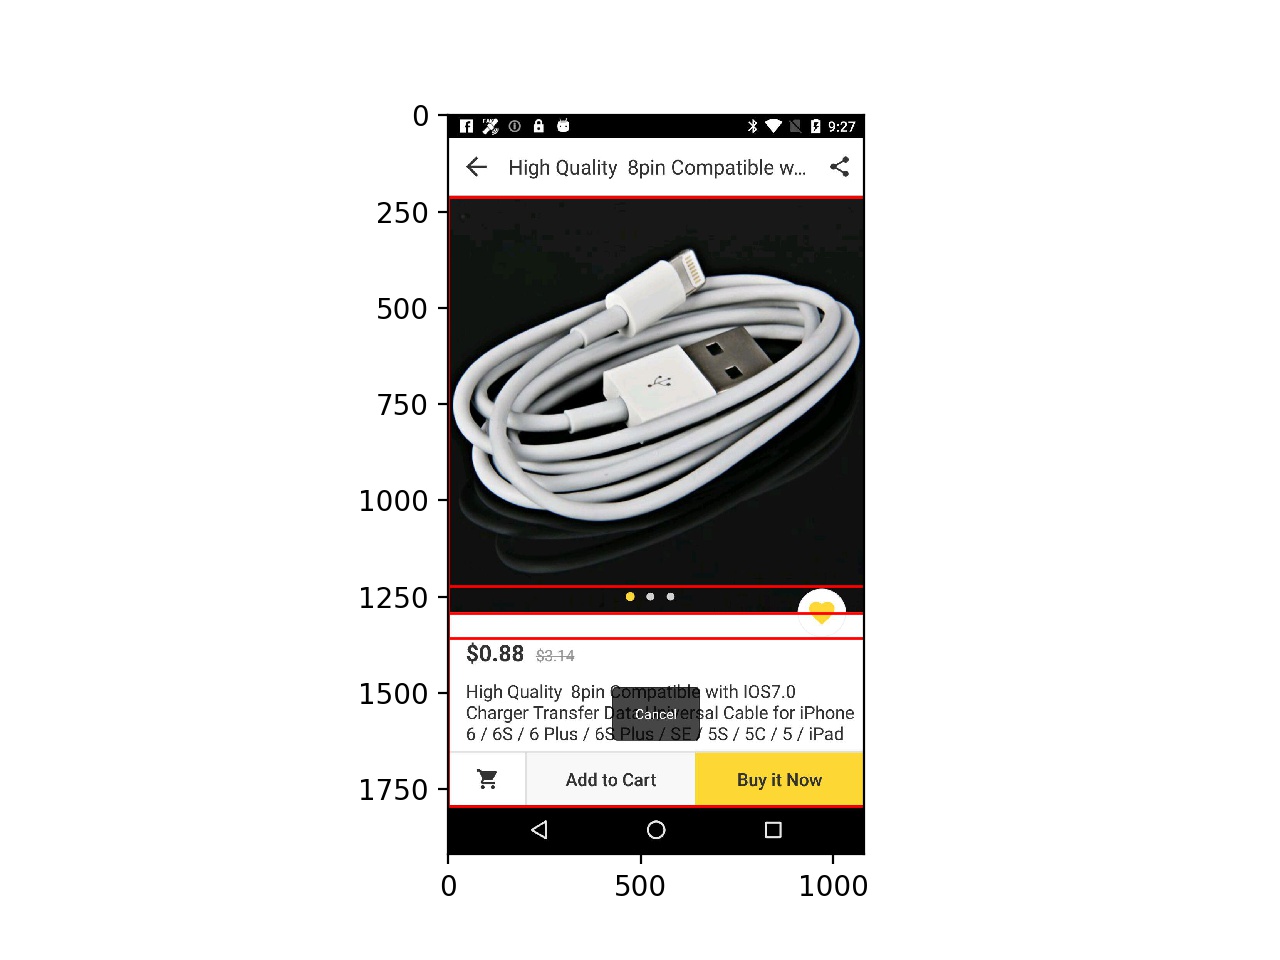 0
250
500
750
1000
1250
1500
1750
9:27
High Quality  8pin Compatible w...
$0.88 $3.14
High Quality  8pin Compatible with IOS7.0
Charger Transfer Data Universal Cable for iPhone
6 / 6S / 6 Plus / 6S Plus / SE / 5S / 5C / 5 / iPad
Cancel
Add to Cart
Buy it Now
0
500
1000